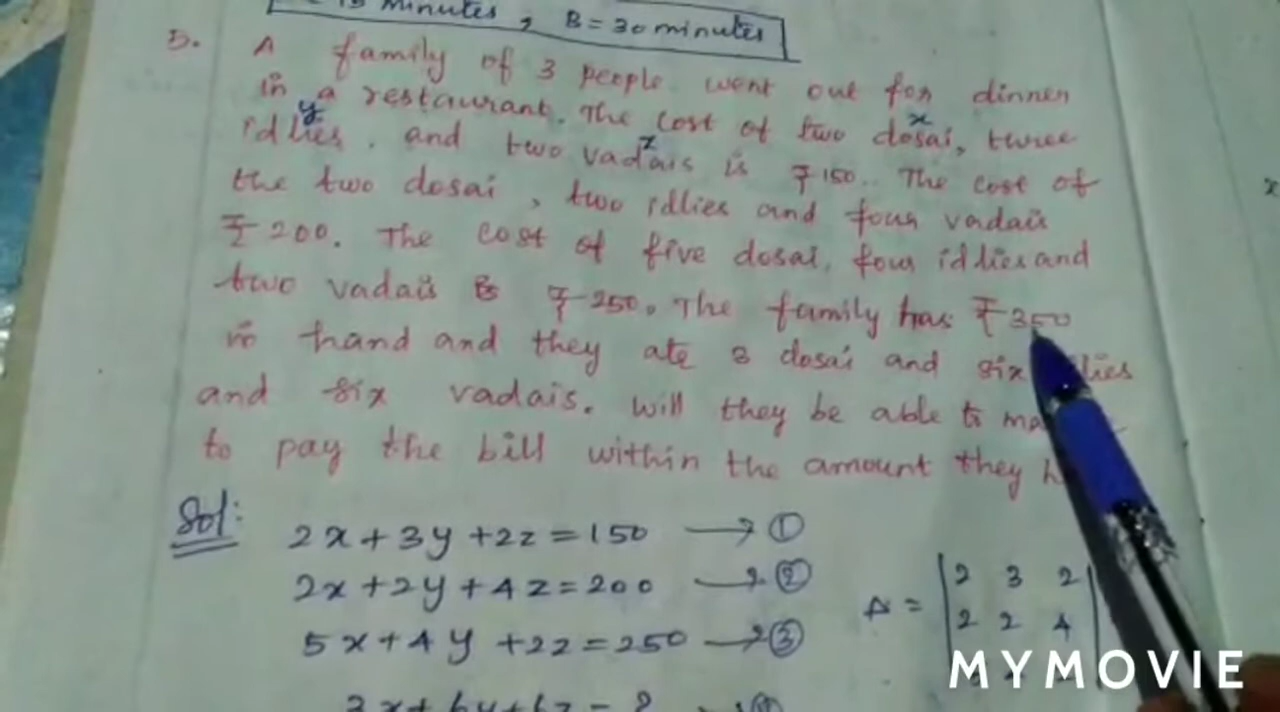 minutes, B = 30 minutes
5. A family of 3 people went out for dinner
in a restaurant. The cost of two dosai, three
x
y
idlies. and two vadais is ₹150. The cost of
z
the two dosai, two idlies and four vadais
₹200. The cost of five dosai, four idlies and
two vadais is ₹250. The family has ₹350
in hand and they ate 3 dosai and six
and six vadais. will they be able to
to pay the bill within the amount they
Sol:
2x+3y+2z=150 → ①
2x+2y+4z=200 → ②
5x+4y+2z=250 → ③
Δ = | 2 3 2 |
2 2 4
3x+6y+6z = ?
x
MYMOVIE